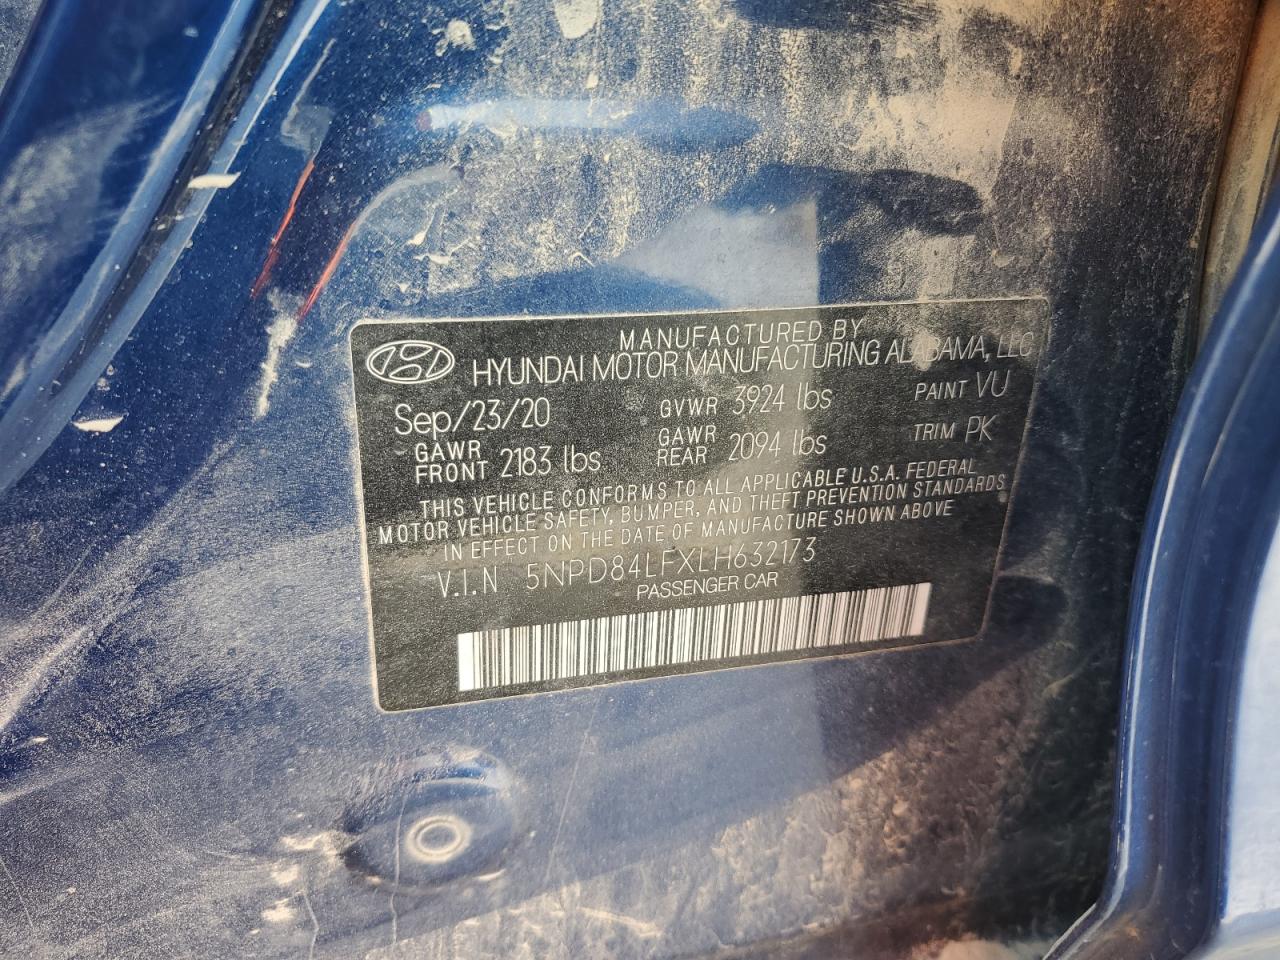 MANUFACTURED BY
HYUNDAI MOTOR MANUFACTURING ALABAMA, LLC
Sep/23/20 GVWR 3924 lbs PAINT VU
GAWR FRONT 2183 lbs GAWR REAR 2094 lbs TRIM PK
THIS VEHICLE CONFORMS TO ALL APPLICABLE U.S.A. FEDERAL
MOTOR VEHICLE SAFETY, BUMPER, AND THEFT PREVENTION STANDARDS
IN EFFECT ON THE DATE OF MANUFACTURE SHOWN ABOVE
V.I.N 5NPD84LFXLH632173
PASSENGER CAR